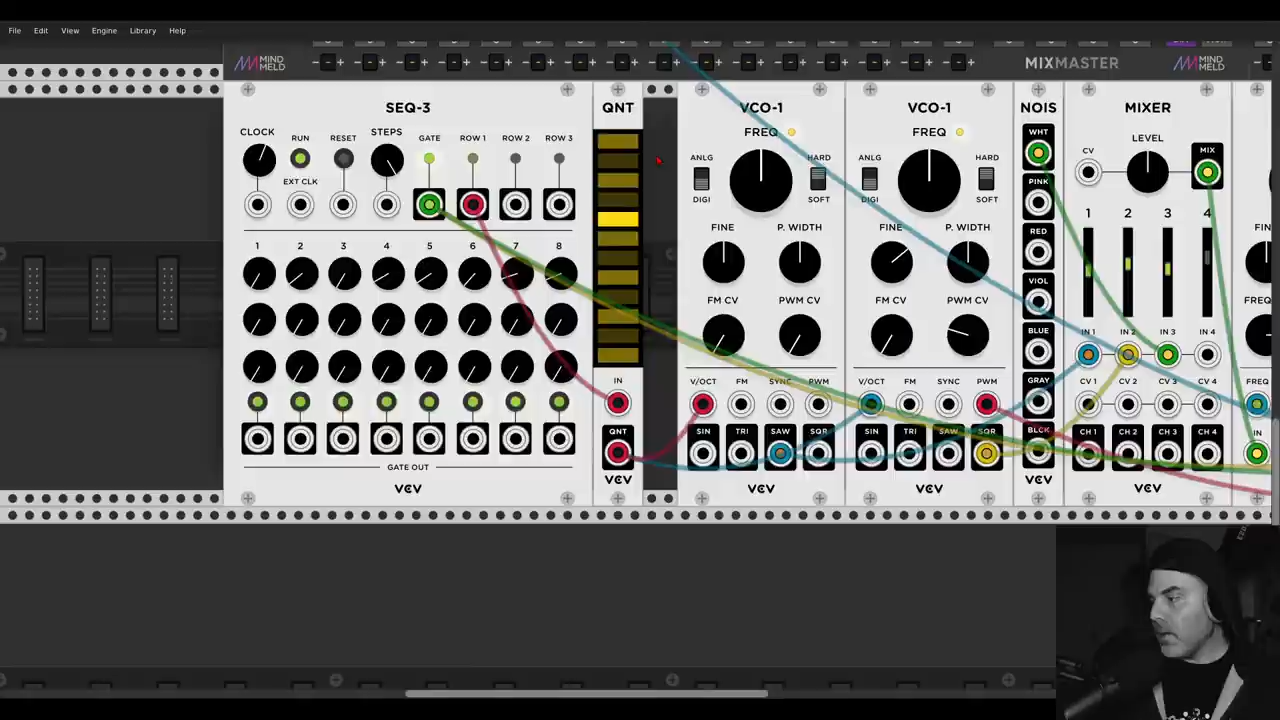 File Edit View Engine Library Help
MIND MELD
MIXMASTER
MIND MELD
SEQ-3
QNT
VCO-1
VCO-1
NOIS
MIXER
CLOCK RUN RESET STEPS GATE ROW 1 ROW 2 ROW 3
EXT CLK
1 2 3 4 5 6 7 8
GATE OUT
VCV
IN
QNT
VCV
FREQ
ANLG HARD
DIGI SOFT
FINE P. WIDTH
FM CV PWM CV
V/OCT FM SYNC PWM
SIN TRI SAW SQR
VCV
FREQ
ANLG HARD
DIGI SOFT
FINE P. WIDTH
FM CV PWM CV
V/OCT FM SYNC PWM
SIN TRI SAW SQR
VCV
WHT
PINK
RED
VIOL
BLUE
GRAY
BLCK
VCV
LEVEL
CV MIX
1 2 3 4
IN 1 IN 2 IN 3 IN 4
CV 1 CV 2 CV 3 CV 4
CH 1 CH 2 CH 3 CH 4
VCV
FREQ
IN